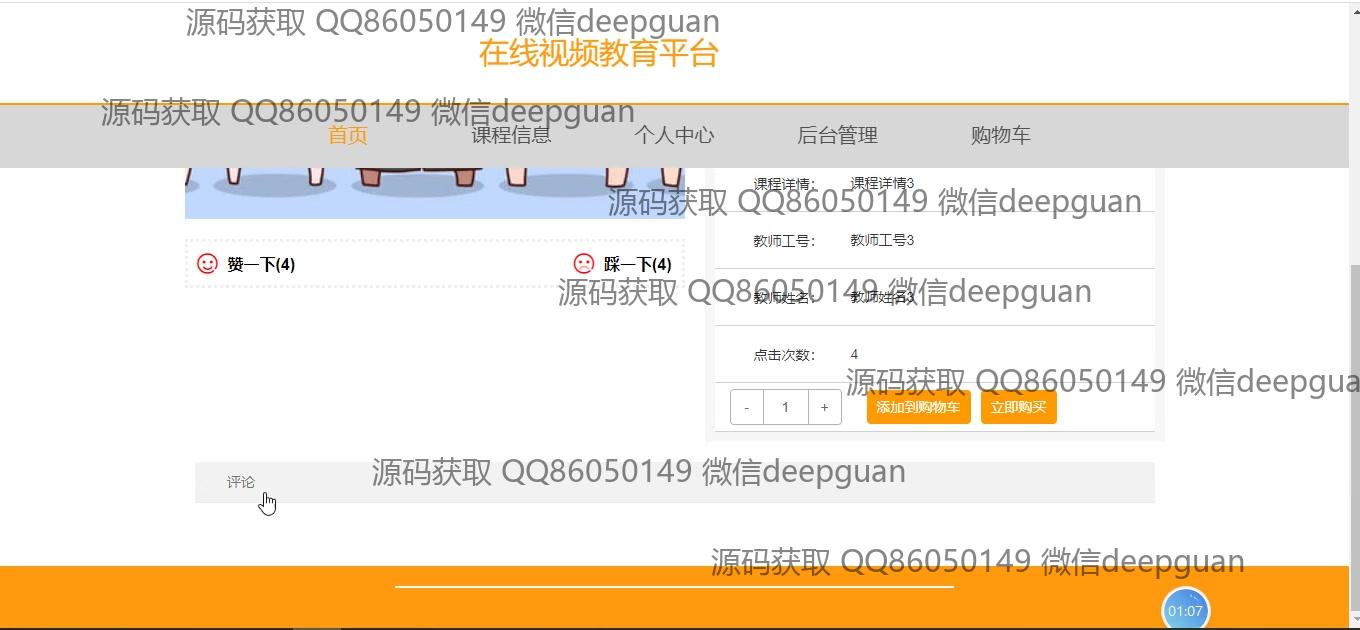 源码获取 QQ86050149 微信deepguan
在线视频教育平台
源码获取 QQ86050149 微信deepguan
首页 课程信息 个人中心 后台管理 购物车
课程详情: 课程详情3
源码获取 QQ86050149 微信deepguan
教师工号: 教师工号3
赞一下(4) 踩一下(4)
源码获取 QQ86050149 微信deepguan
教师姓名: 教师姓名3
点击次数: 4
源码获取 QQ86050149 微信deepgua
- 1 + 添加到购物车 立即购买
源码获取 QQ86050149 微信deepguan
评论
源码获取 QQ86050149 微信deepguan
01:07